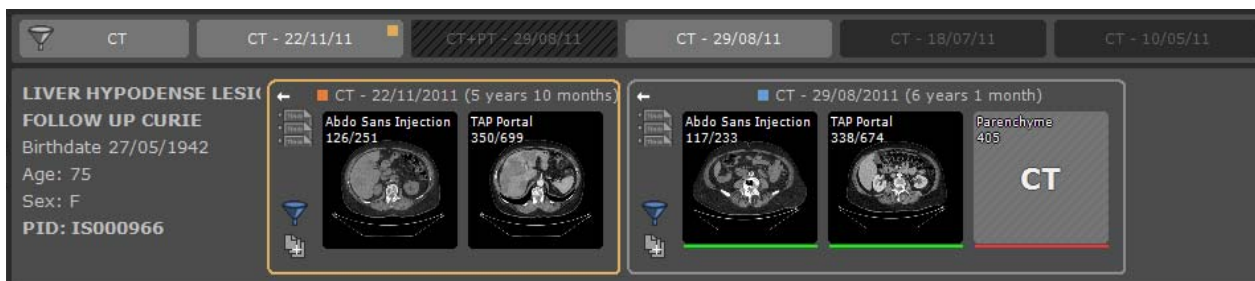 CT
CT - 22/11/11
CT+PT - 29/08/11
CT - 29/08/11
CT - 18/07/11
CT - 10/05/11
LIVER HYPODENSE LESI
FOLLOW UP CURIE
Birthdate 27/05/1942
Age: 75
Sex: F
PID: IS000966
CT - 22/11/2011 (5 years 10 months)
Abdo Sans Injection
126/251
TAP Portal
350/699
CT - 29/08/2011 (6 years 1 month)
Abdo Sans Injection
117/233
TAP Portal
338/674
Parenchyme
405
CT